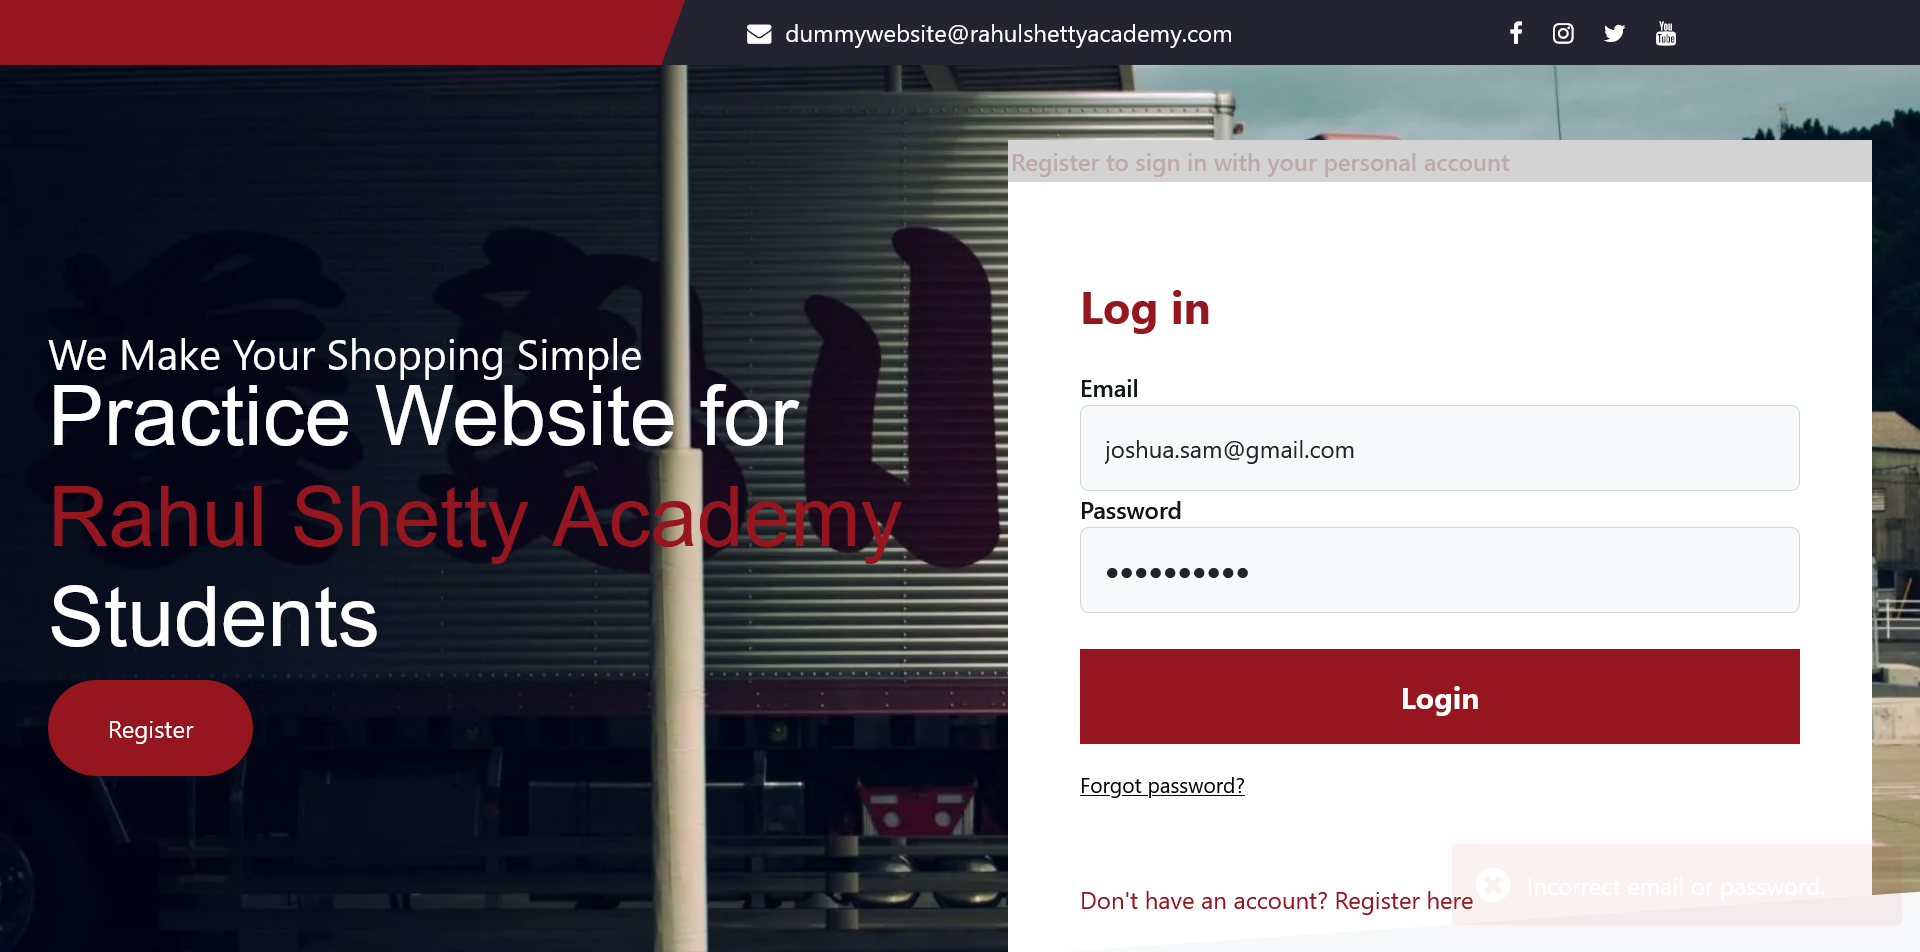 dummywebsite@rahulshettyacademy.com
You
Tube
Register to sign in with your personal account
We Make Your Shopping Simple
Practice Website for
Rahul Shetty Academy
Students
Register
Log in
Email
joshua.sam@gmail.com
Password
Login
Forgot password?
Don't have an account? Register here
Incorrect email or password.